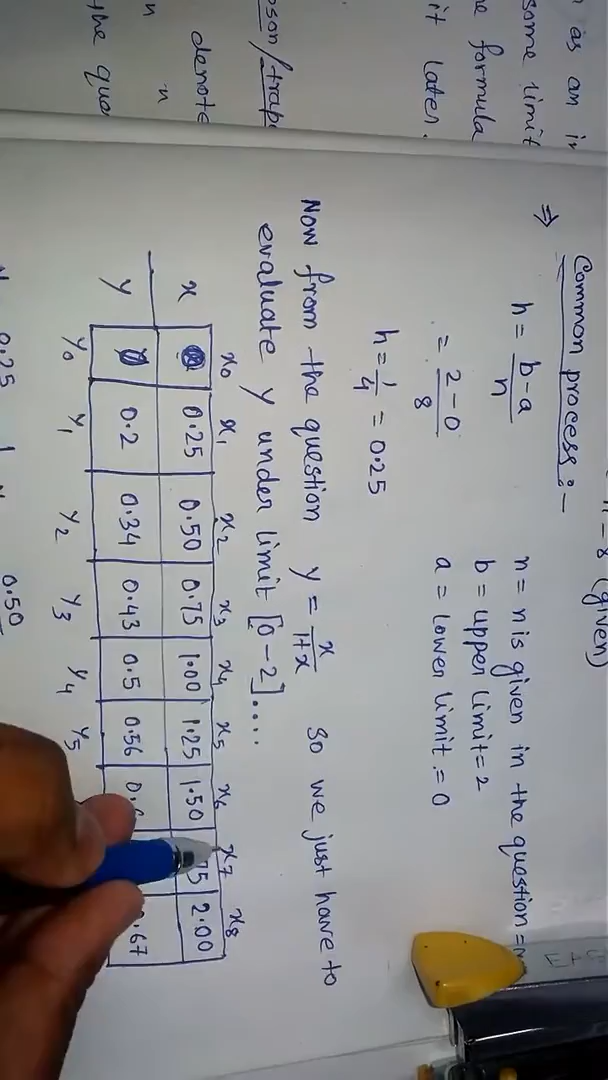 as an
some limit
formula
it later.
/trap
denote
n
the
(given)
⇒ Common process:-
h = b-a/n n = n is given in the question =
= 2-0/8 b = upper limit = 2
a = lower limit = 0
h = 1/4 = 0.25
Now from the question y = x/1+x so we just have to
evaluate y under limit [0-2]....
x0 x1 x2 x3 x4 x5 x6 x7 x8
x 0.25 0.50 0.75 1.00 1.25 1.50 75 2.00
y 0.2 0.34 0.43 0.5 0.56 0. .67
y0 y1 y2 y3 y4 y5
0.25 0.50